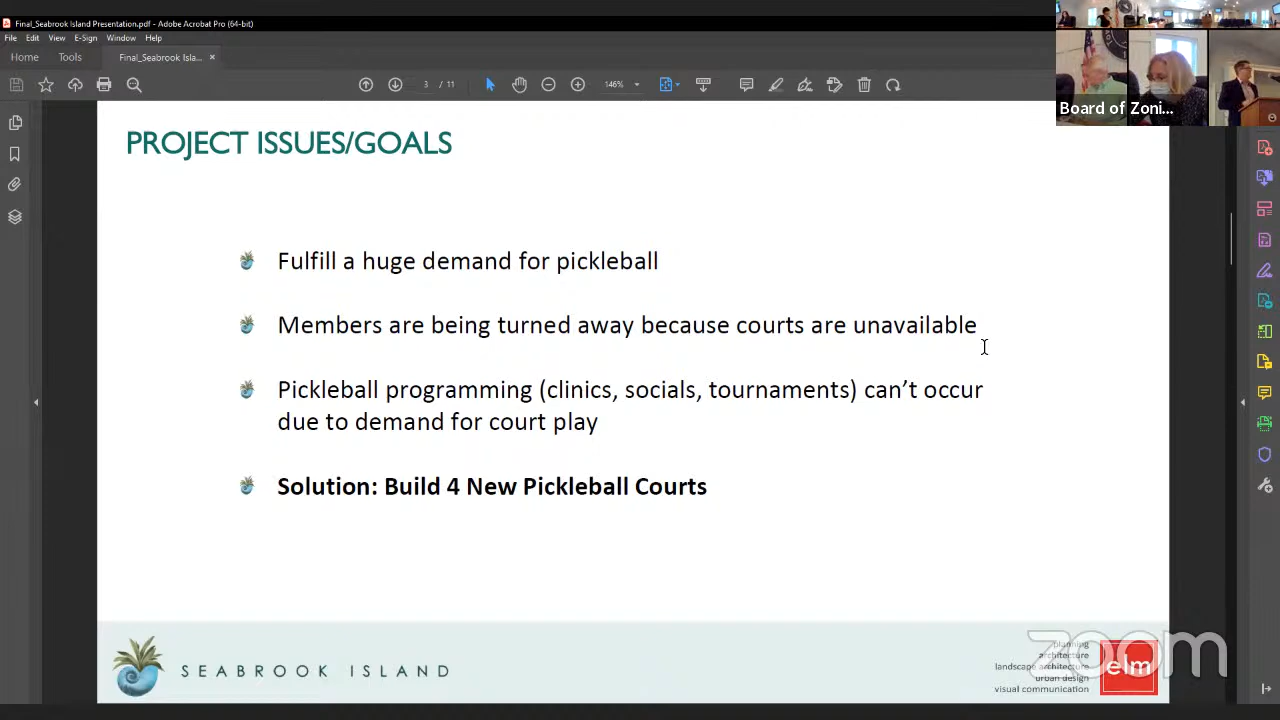 Final_Seabrook Island Presentation.pdf - Adobe Acrobat Pro (64-bit)
File Edit View E-Sign Window Help
Home Tools Final_Seabrook Isla... ×
3 / 11 146%
Board of Zoni...
PROJECT ISSUES/GOALS
Fulfill a huge demand for pickleball
Members are being turned away because courts are unavailable
Pickleball programming (clinics, socials, tournaments) can’t occur
due to demand for court play
Solution: Build 4 New Pickleball Courts
SEABROOK ISLAND
planning
architecture
landscape architecture
urban design
visual communication
elm
zoom